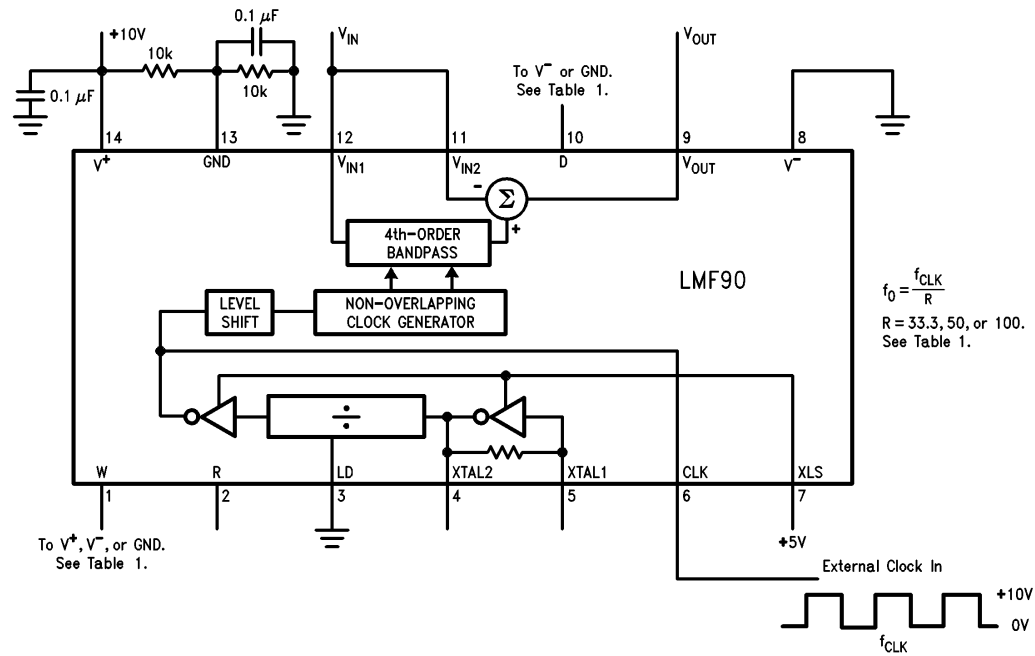 0.1 µF
+10V
V_IN
V_OUT
10k
10k
0.1 µF
To V⁻ or GND.
See Table 1.
14
13
12
11
10
9
8
V⁺
GND
V_IN1
V_IN2
D
V_OUT
V⁻
-
Σ
+
4th-ORDER
BANDPASS
LMF90
LEVEL
SHIFT
NON-OVERLAPPING
CLOCK GENERATOR
f_O = f_CLK / R
R = 33.3, 50, or 100.
See Table 1.
÷
W
R
LD
XTAL2
XTAL1
CLK
XLS
1
2
3
4
5
6
7
To V⁺, V⁻, or GND.
See Table 1.
+5V
External Clock In
+10V
0V
f_CLK